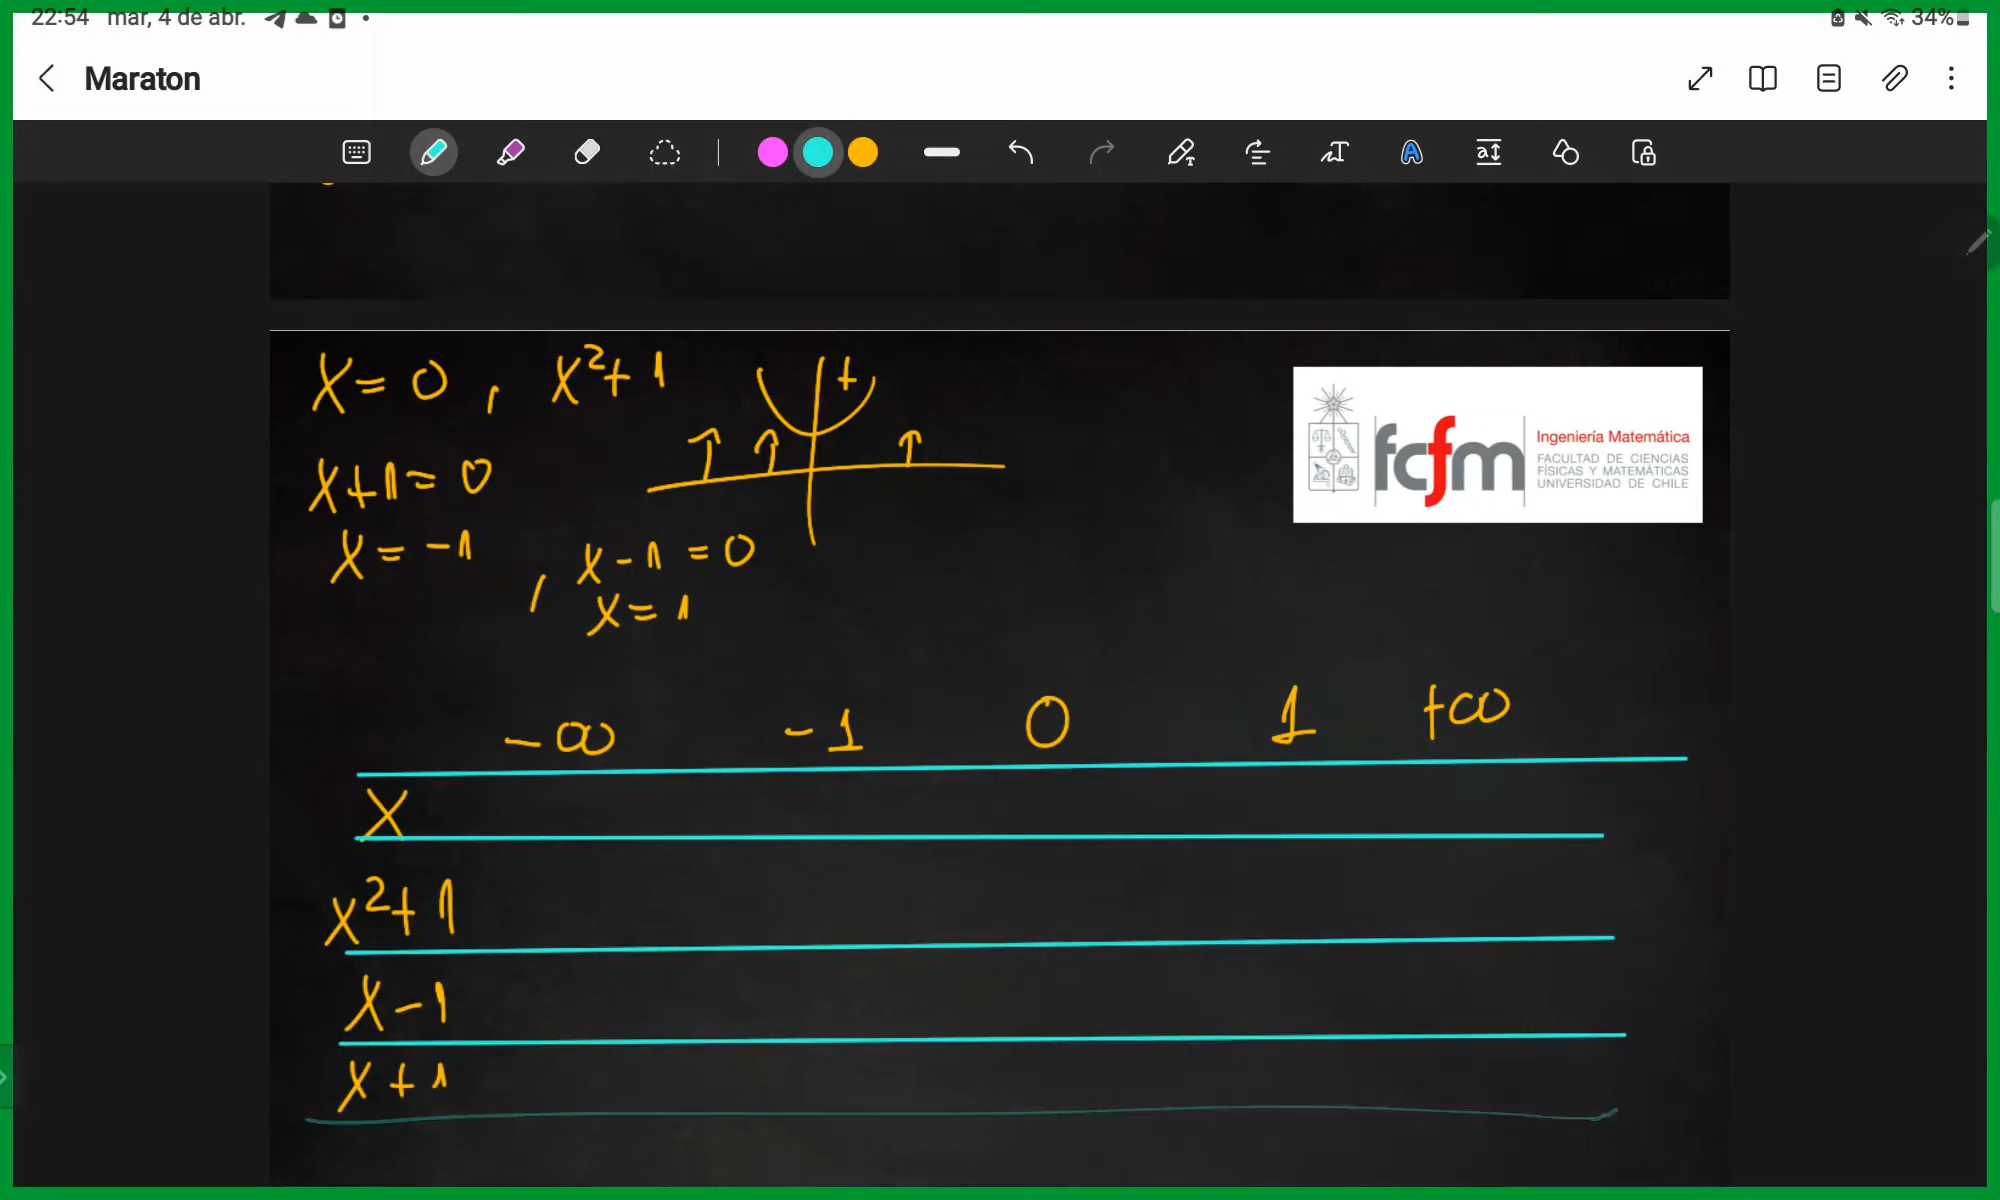 22:54 mar, 4 de abr. 34%
Maraton
x = 0 , x²+1 +
x+1 = 0
x = -1 , x-1 = 0
x = 1
fcfm
Ingeniería Matemática
FACULTAD DE CIENCIAS
FÍSICAS Y MATEMÁTICAS
UNIVERSIDAD DE CHILE
-∞ -1 0 1 +∞
x
x²+1
x-1
x+1